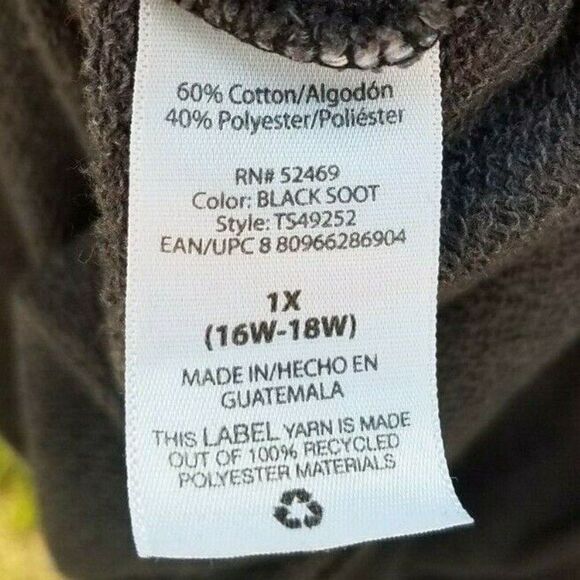 60% Cotton/Algodón
40% Polyester/Poliéster
RN# 52469
Color: BLACK SOOT
Style: TS49252
EAN/UPC 8 80966286904
1X
(16W-18W)
MADE IN/HECHO EN
GUATEMALA
THIS LABEL YARN IS MADE
OUT OF 100% RECYCLED
POLYESTER MATERIALS